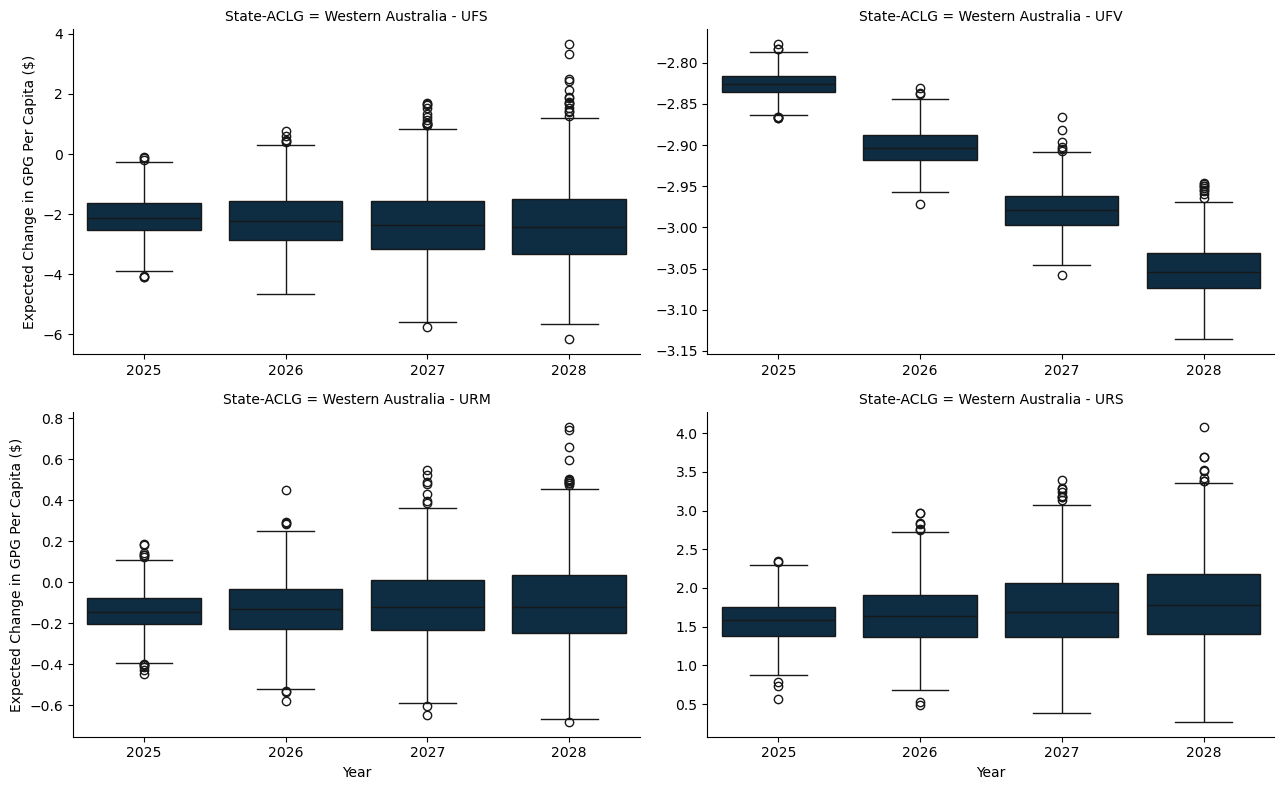 State-ACLG = Western Australia - UFS
Expected Change in GPG Per Capita ($)
4
2
0
−2
−4
−6
2025 2026 2027 2028
State-ACLG = Western Australia - UFV
−2.80
−2.85
−2.90
−2.95
−3.00
−3.05
−3.10
−3.15
2025 2026 2027 2028
State-ACLG = Western Australia - URM
Expected Change in GPG Per Capita ($)
0.8
0.6
0.4
0.2
0.0
−0.2
−0.4
−0.6
2025 2026 2027 2028
Year
State-ACLG = Western Australia - URS
4.0
3.5
3.0
2.5
2.0
1.5
1.0
0.5
2025 2026 2027 2028
Year